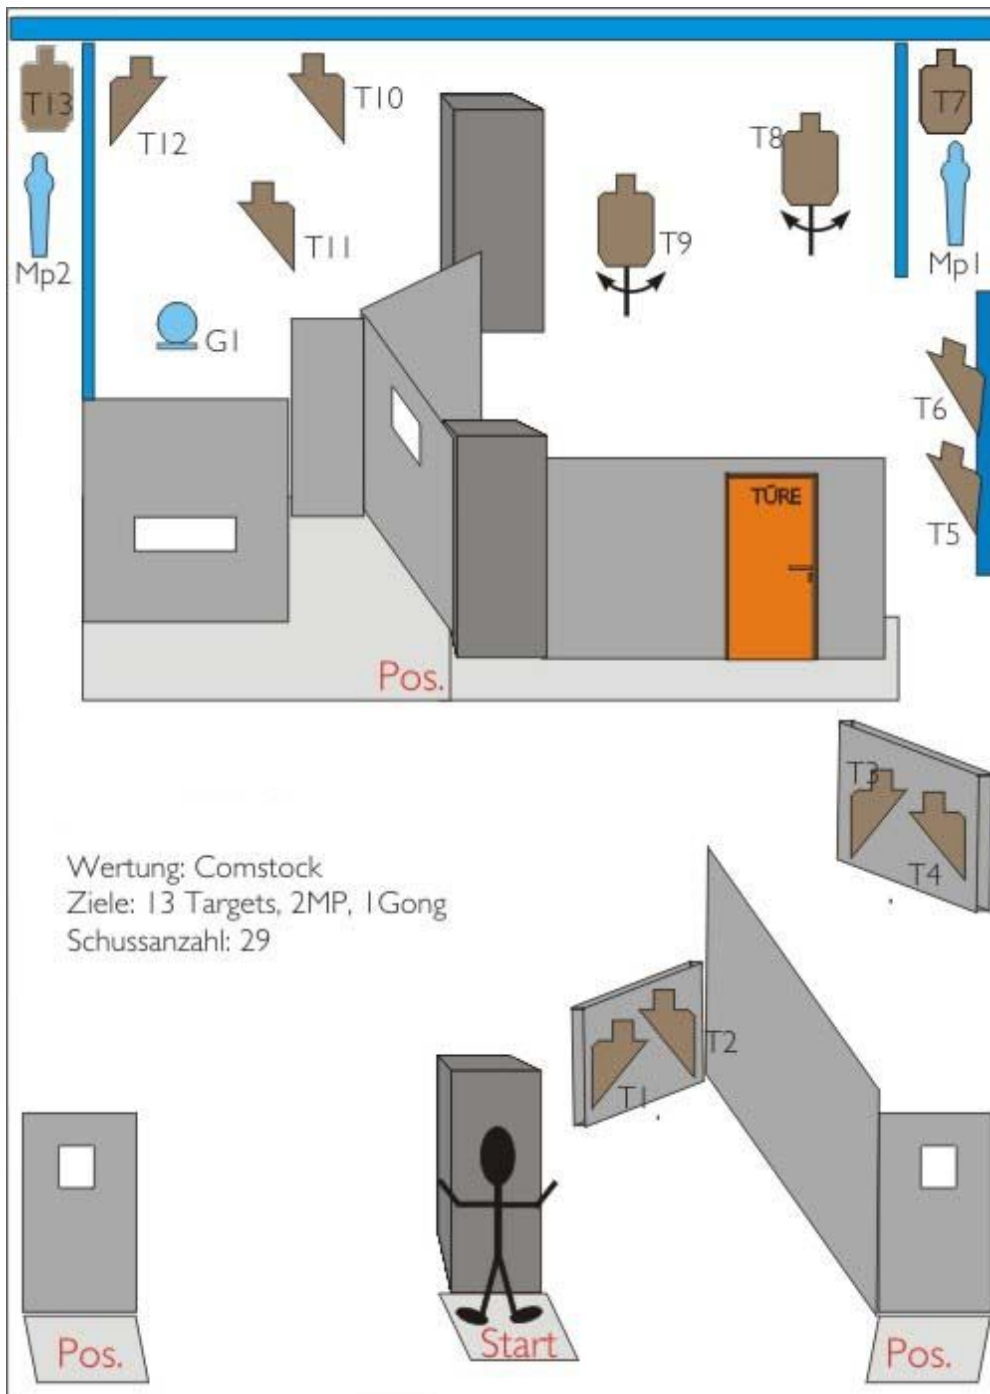 T13
T12
T10
T8
T7
T11
T9
Mp2
Mp1
G1
T6
TÜRE
T5
Pos.
T3
T4
Wertung: Comstock
Ziele: 13 Targets, 2MP, 1Gong
Schussanzahl: 29
T2
T1
Pos.
Start
Pos.